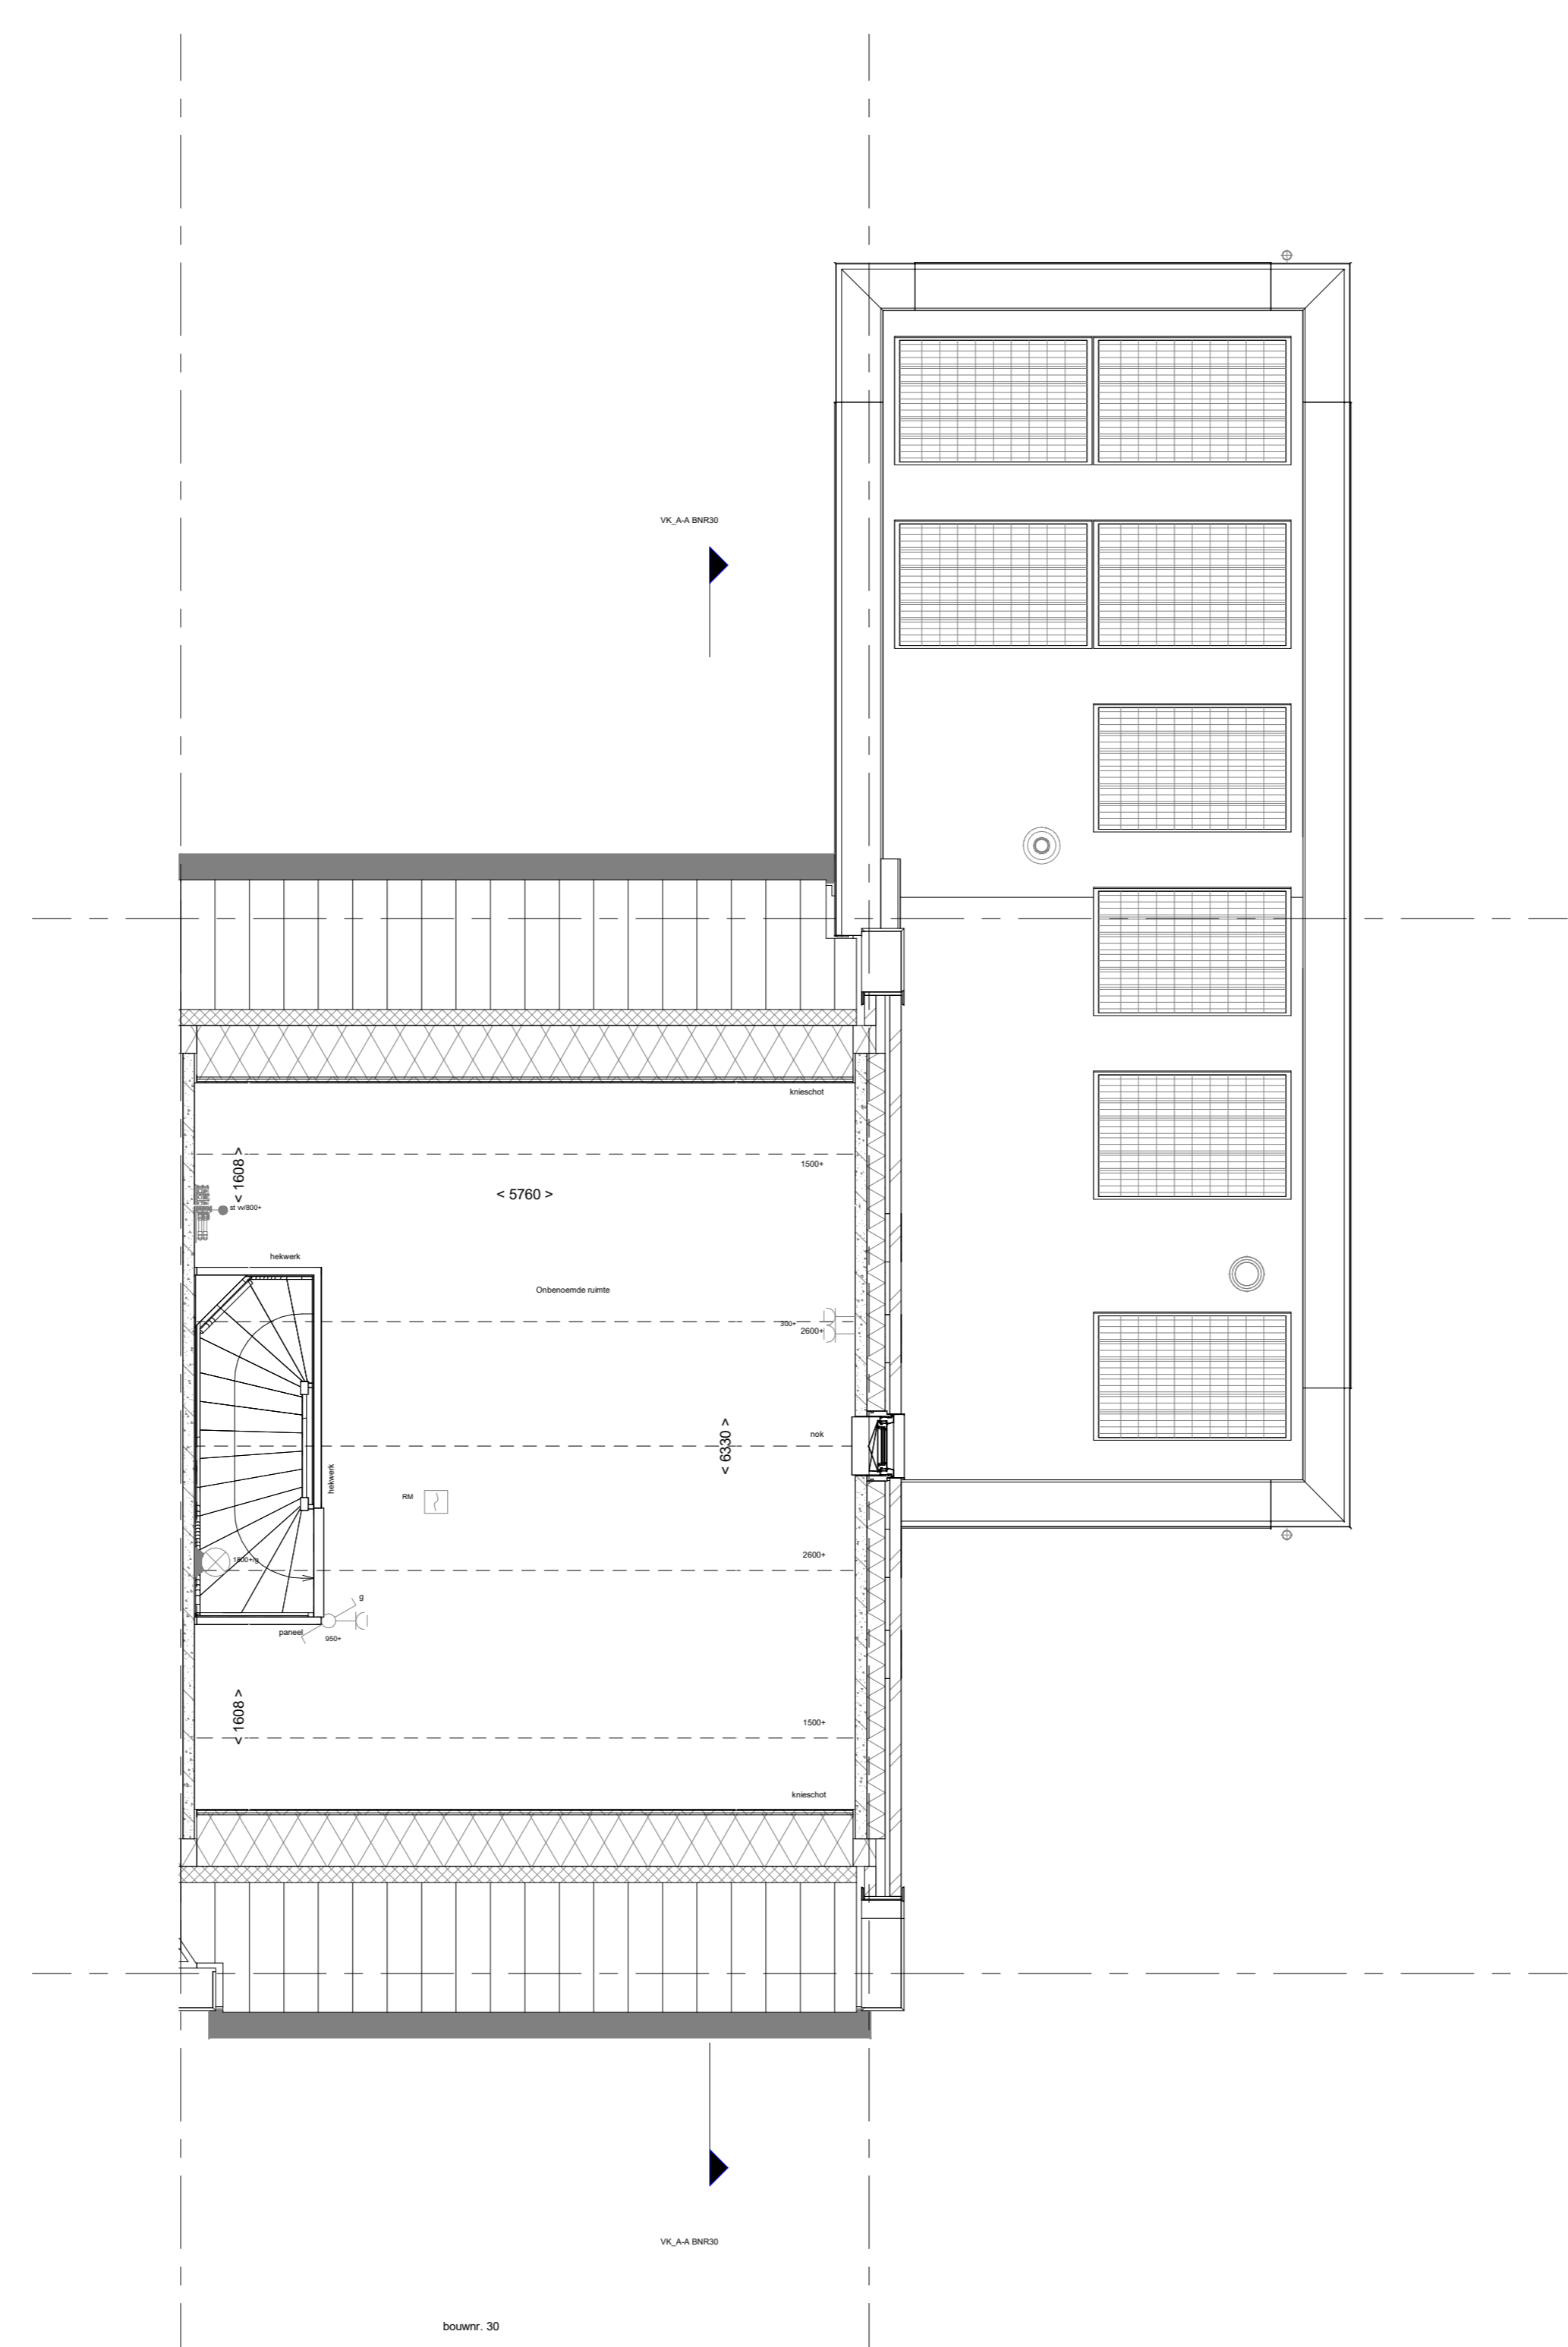 VK_A-A BNR30
knieschot
1500+
< 1608 >
< 5760 >
st w/800+
hekwerk
Onbenoemde ruimte
300+
2600+
nok
< 6330 >
hekwerk
RM
2600+
1800+/g
g
paneel
950+
< 1608 >
1500+
knieschot
VK_A-A BNR30
bouwnr. 30